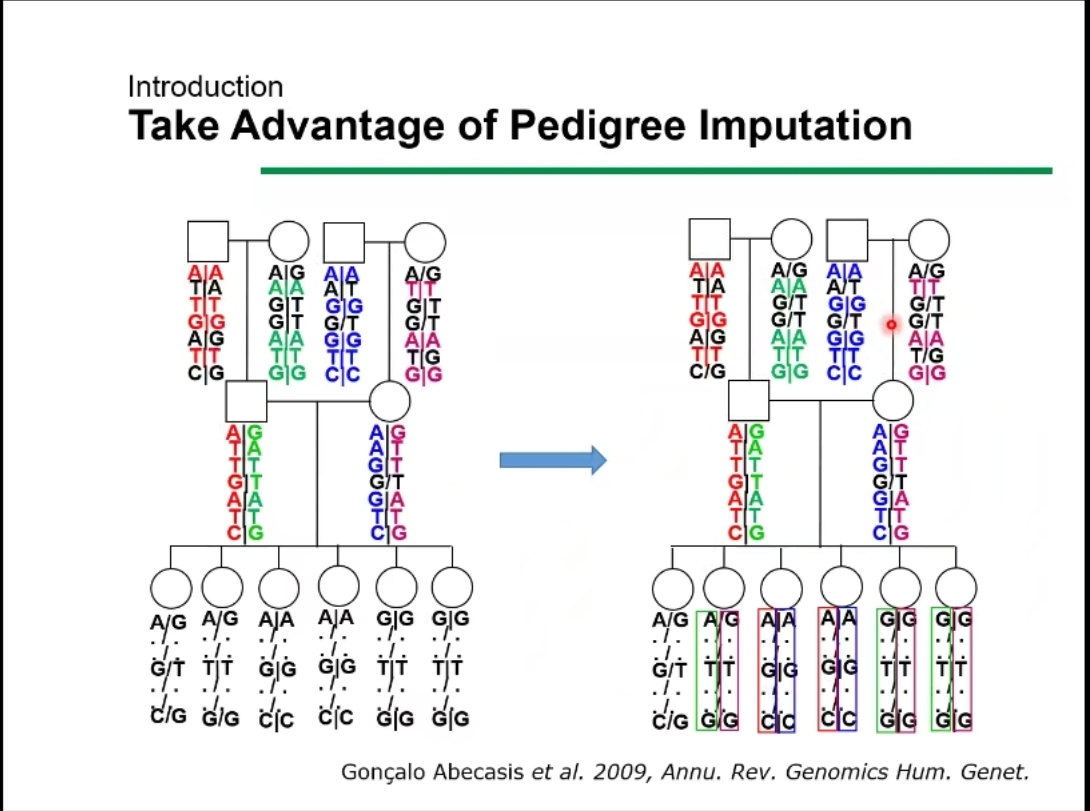 Introduction
Take Advantage of Pedigree Imputation
A|A A|G A|A A/G A|A A/G A|A A/G
T|A A|A A|T T|T T|A A|A A/T T|T
T|T G|T G|G G|T T|T G/T G|G G/T
G|G G|T G/T G/T G|G G/T G/T G/T
A|G A|A G|G A|A A|G A|A G|G A|A
T|T T|T T|T T|G T|T T|T T|T T/G
C|G G|G C|C G|G C/G G|G C|C G|G
A|G A|G A|G A|G
T|A A|T T|A A|T
T|T G|T T|T G|T
G|T G/T G|T G/T
A|A G|A A|A G|A
T|T T|T T|T T|T
C|G C|G C|G C|G
A/G A/G A|A A|A G|G G|G A/G A/G A|A A|A G|G G|G
./. ./. ./. ./. ./. ./. ./. ./. ./. ./. ./. ./.
./. ./. ./. ./. ./. ./. ./. ./. ./. ./. ./. ./.
G/T T|T G|G G|G T|T T|T G/T T|T G|G G|G T|T T|T
./. ./. ./. ./. ./. ./. ./. ./. ./. ./. ./. ./.
./. ./. ./. ./. ./. ./. ./. ./. ./. ./. ./. ./.
C/G G/G C|C C|C G|G G|G C/G G/G C|C C|C G|G G|G
Gonçalo Abecasis et al. 2009, Annu. Rev. Genomics Hum. Genet.